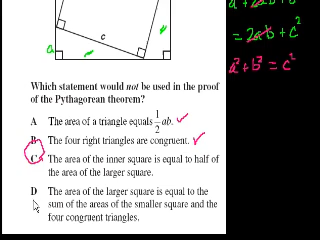 = 2ab + c²
a² + b² = c²
c
a
b
Which statement would not be used in the proof
of the Pythagorean theorem?
A The area of a triangle equals 1/2 ab.
B The four right triangles are congruent.
C The area of the inner square is equal to half of
the area of the larger square.
D The area of the larger square is equal to the
sum of the areas of the smaller square and the
four congruent triangles.